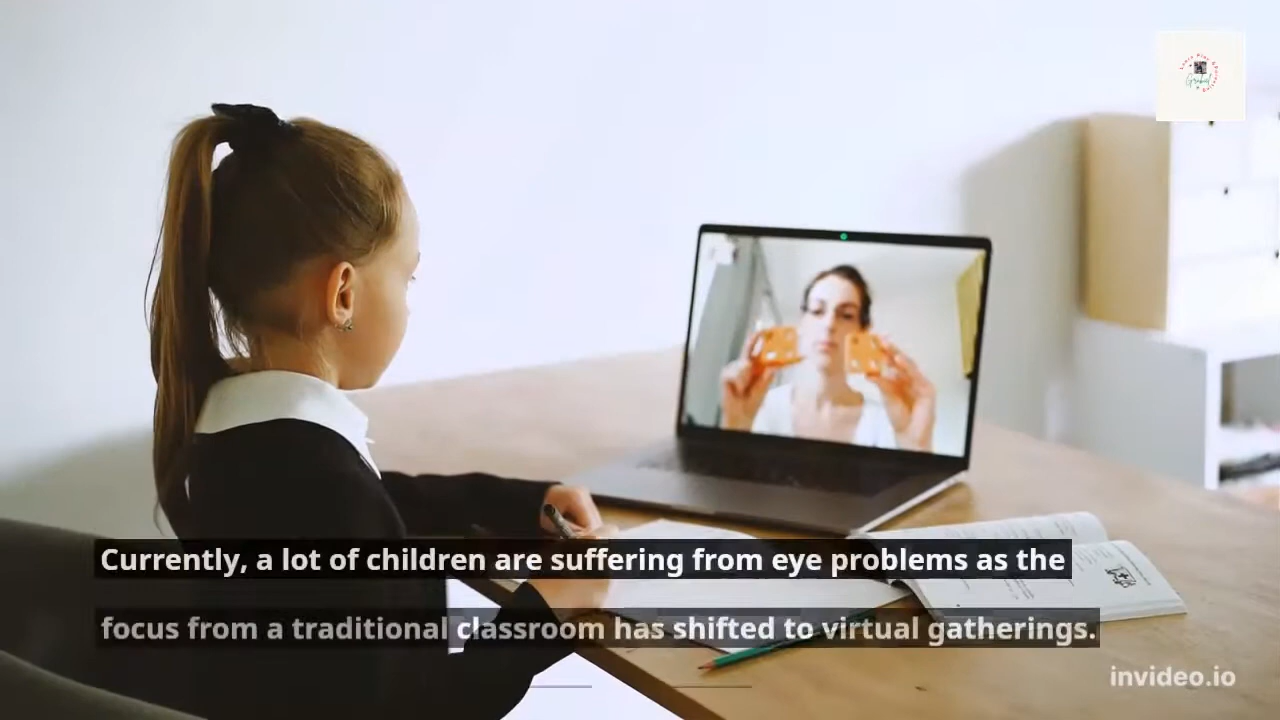 Currently, a lot of children are suffering from eye problems as the
focus from a traditional classroom has shifted to virtual gatherings.
invideo.io